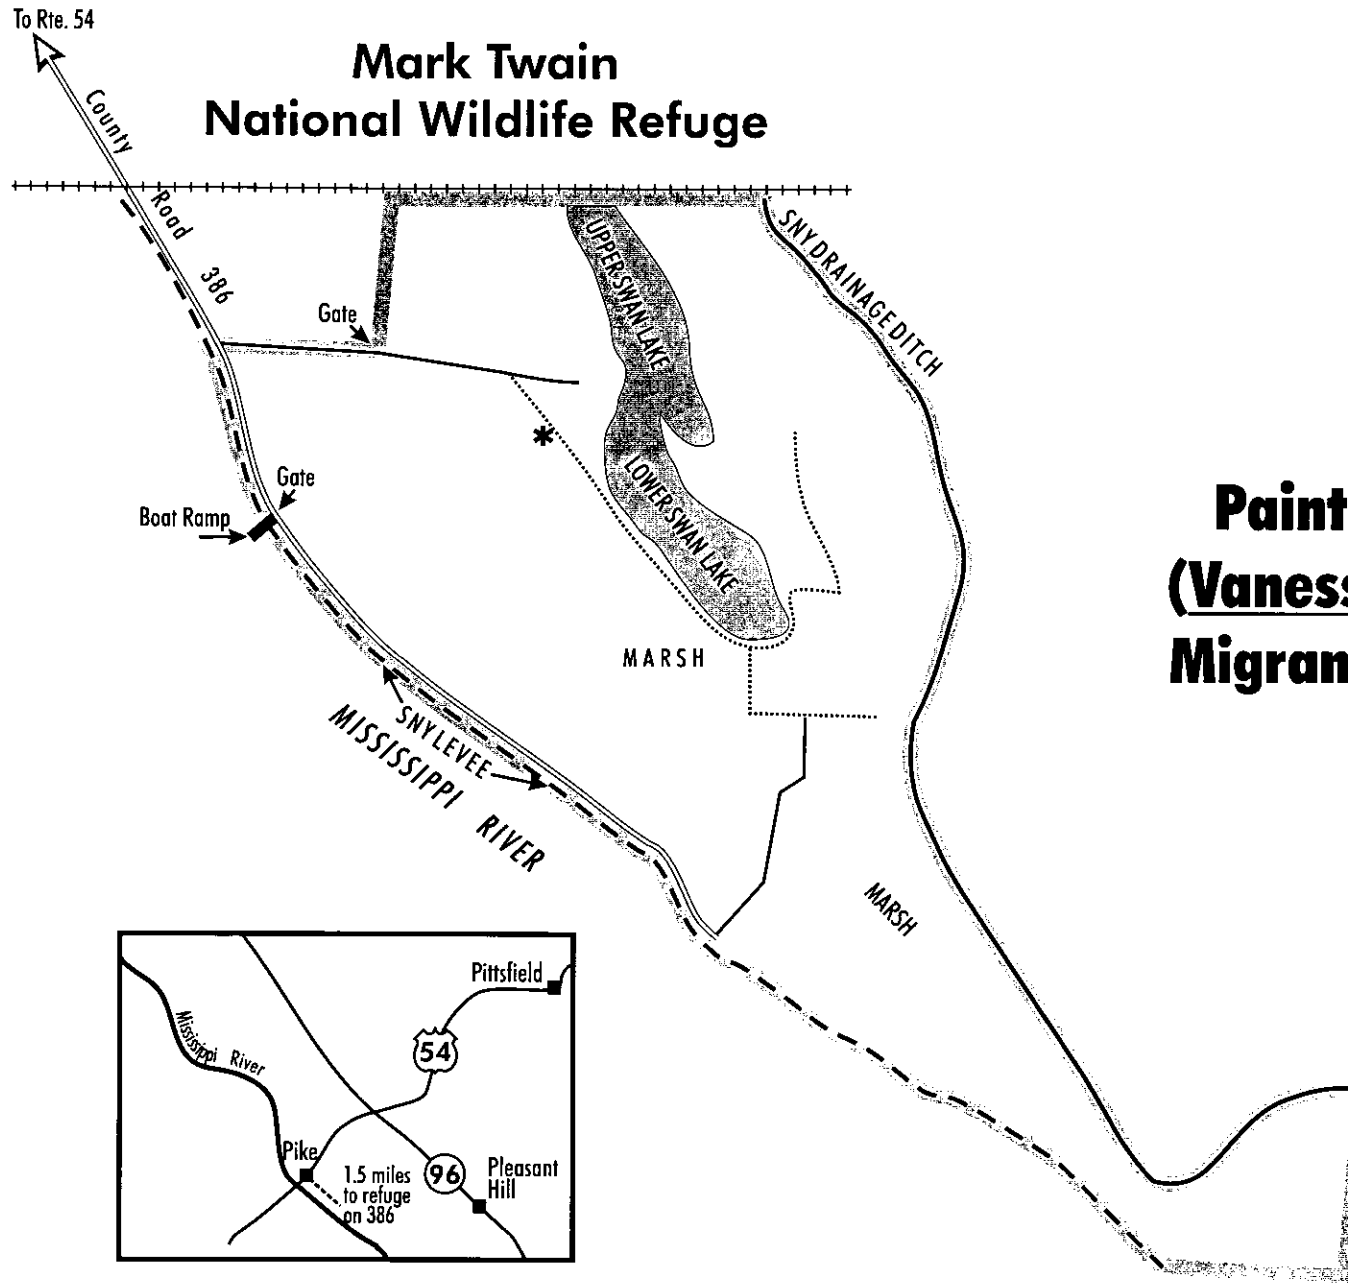 To Rte. 54
Mark Twain
National Wildlife Refuge
County
Road
386
Gate
UPPER SWAN LAKE
SNY DRAINAGE DITCH
*
LOWER SWAN LAKE
Gate
Boat Ramp
MARSH
SNY LEVEE
MISSISSIPPI RIVER
MARSH
Paint
(Vaness
Migran
Pittsfield
54
Mississippi River
Pike
1.5 miles
to refuge
on 386
96
Pleasant
Hill